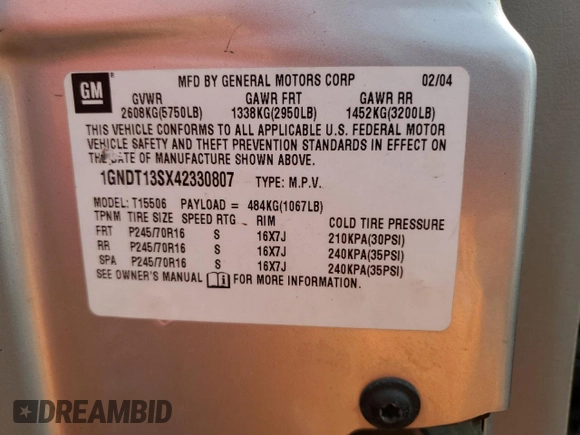 GM
MFD BY GENERAL MOTORS CORP 02/04
GVWR GAWR FRT GAWR RR
2608KG(5750LB) 1338KG(2950LB) 1452KG(3200LB)
THIS VEHICLE CONFORMS TO ALL APPLICABLE U.S. FEDERAL MOTOR
VEHICLE SAFETY AND THEFT PREVENTION STANDARDS IN EFFECT ON
THE DATE OF MANUFACTURE SHOWN ABOVE.
1GNDT13SX42330807 TYPE: M.P.V.
MODEL: T15506 PAYLOAD = 484KG(1067LB)
TPNM TIRE SIZE SPEED RTG RIM COLD TIRE PRESSURE
FRT P245/70R16 S 16X7J 210KPA(30PSI)
RR P245/70R16 S 16X7J 240KPA(35PSI)
SPA P245/70R16 S 16X7J 240KPA(35PSI)
SEE OWNER'S MANUAL FOR MORE INFORMATION.
DREAMBID